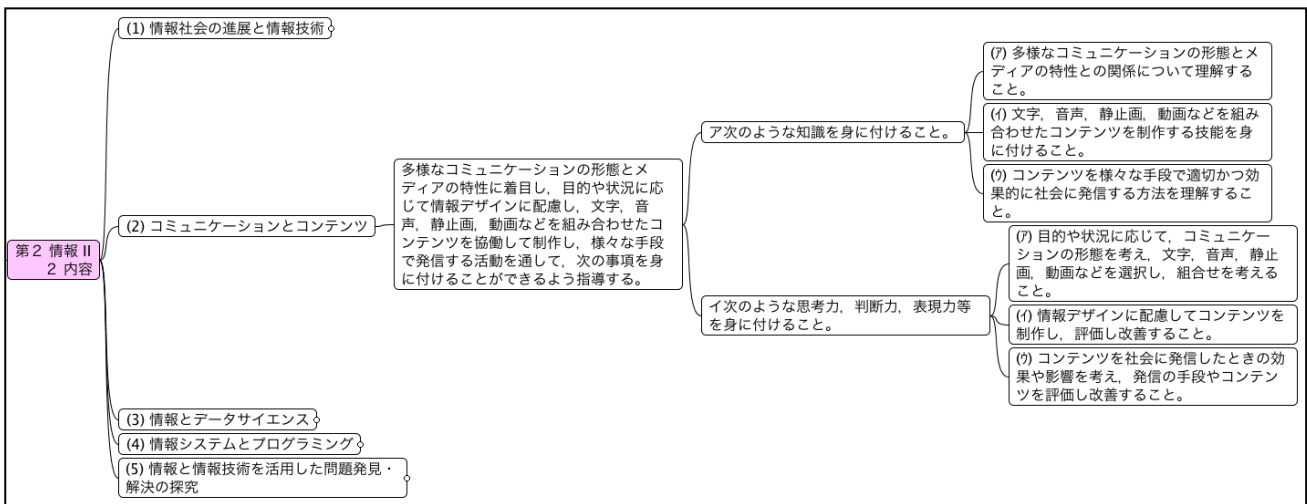 第2 情報 II
2 内容
(1) 情報社会の進展と情報技術
(2) コミュニケーションとコンテンツ
多様なコミュニケーションの形態とメ
ディアの特性に着目し，目的や状況に応
じて情報デザインに配慮し，文字，音
声，静止画，動画などを組み合わせたコ
ンテンツを協働して制作し，様々な手段
で発信する活動を通して，次の事項を身
に付けることができるよう指導する。
ア次のような知識を身に付けること。
(ｱ) 多様なコミュニケーションの形態とメ
ディアの特性との関係について理解する
こと。
(ｲ) 文字，音声，静止画，動画などを組み
合わせたコンテンツを制作する技能を身
に付けること。
(ｳ) コンテンツを様々な手段で適切かつ効
果的に社会に発信する方法を理解するこ
と。
イ次のような思考力，判断力，表現力等
を身に付けること。
(ｱ) 目的や状況に応じて，コミュニケー
ションの形態を考え，文字，音声，静止
画，動画などを選択し，組合せを考える
こと。
(ｲ) 情報デザインに配慮してコンテンツを
制作し，評価し改善すること。
(ｳ) コンテンツを社会に発信したときの効
果や影響を考え，発信の手段やコンテン
ツを評価し改善すること。
(3) 情報とデータサイエンス
(4) 情報システムとプログラミング
(5) 情報と情報技術を活用した問題発見・
解決の探究